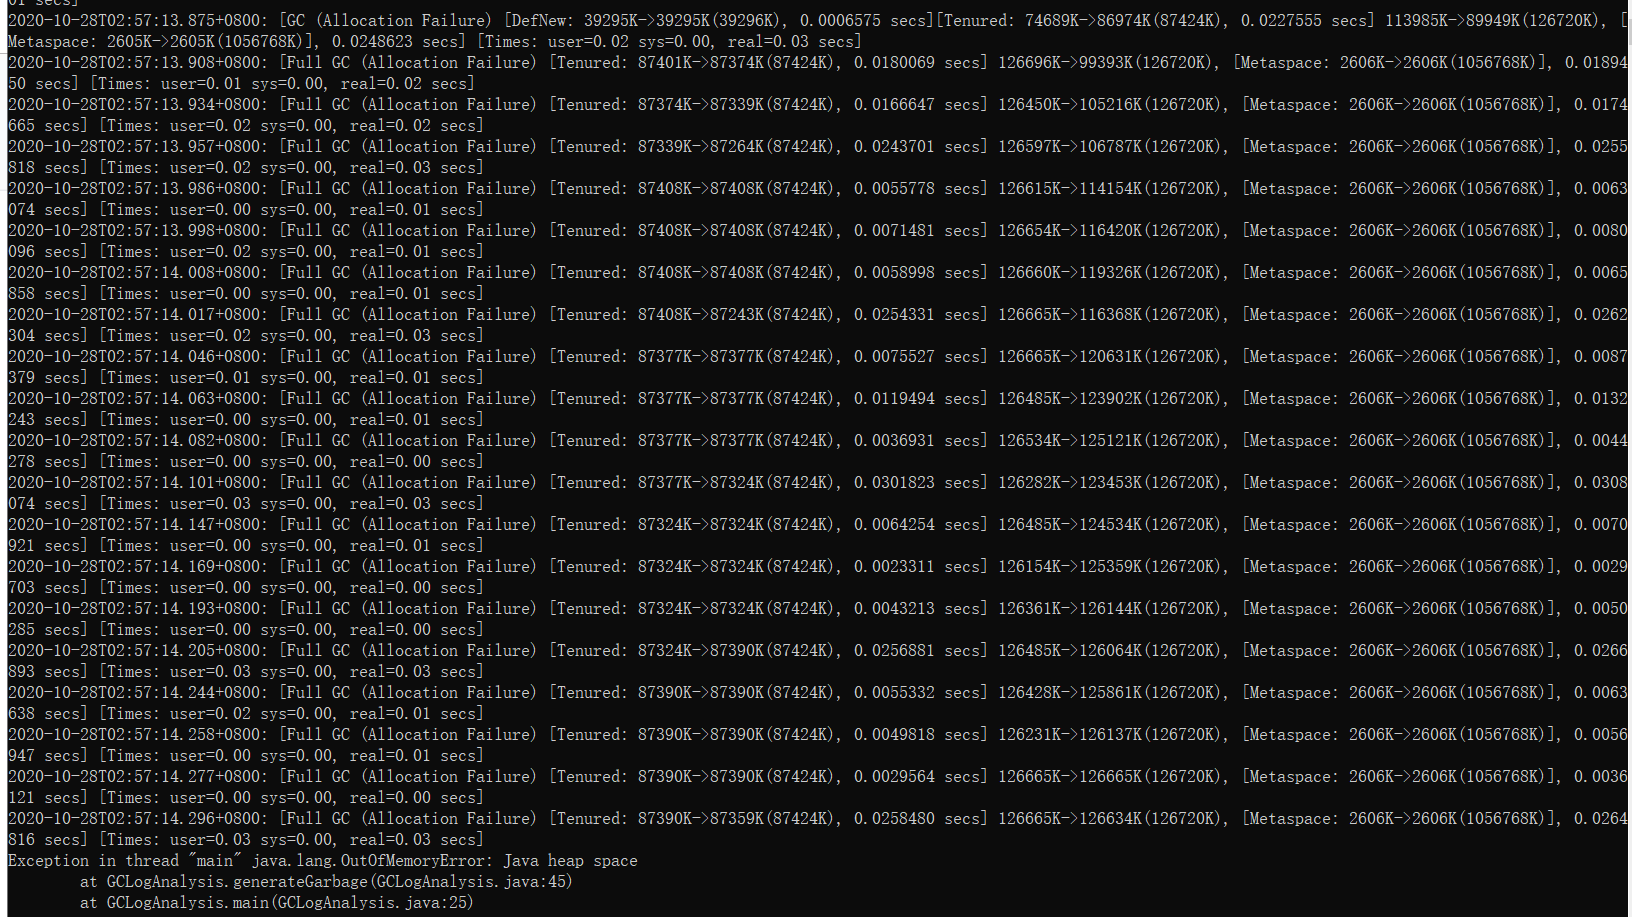 01 secs]
2020-10-28T02:57:13.875+0800: [GC (Allocation Failure) [DefNew: 39295K->39295K(39296K), 0.0006575 secs][Tenured: 74689K->86974K(87424K), 0.0227555 secs] 113985K->89949K(126720K), [
Metaspace: 2605K->2605K(1056768K)], 0.0248623 secs] [Times: user=0.02 sys=0.00, real=0.03 secs]
2020-10-28T02:57:13.908+0800: [Full GC (Allocation Failure) [Tenured: 87401K->87374K(87424K), 0.0180069 secs] 126696K->99393K(126720K), [Metaspace: 2606K->2606K(1056768K)], 0.01894
50 secs] [Times: user=0.01 sys=0.00, real=0.02 secs]
2020-10-28T02:57:13.934+0800: [Full GC (Allocation Failure) [Tenured: 87374K->87339K(87424K), 0.0166647 secs] 126450K->105216K(126720K), [Metaspace: 2606K->2606K(1056768K)], 0.0174
665 secs] [Times: user=0.02 sys=0.00, real=0.02 secs]
2020-10-28T02:57:13.957+0800: [Full GC (Allocation Failure) [Tenured: 87339K->87264K(87424K), 0.0243701 secs] 126597K->106787K(126720K), [Metaspace: 2606K->2606K(1056768K)], 0.0255
818 secs] [Times: user=0.02 sys=0.00, real=0.03 secs]
2020-10-28T02:57:13.986+0800: [Full GC (Allocation Failure) [Tenured: 87408K->87408K(87424K), 0.0055778 secs] 126615K->114154K(126720K), [Metaspace: 2606K->2606K(1056768K)], 0.0063
074 secs] [Times: user=0.00 sys=0.00, real=0.01 secs]
2020-10-28T02:57:13.998+0800: [Full GC (Allocation Failure) [Tenured: 87408K->87408K(87424K), 0.0071481 secs] 126654K->116420K(126720K), [Metaspace: 2606K->2606K(1056768K)], 0.0080
096 secs] [Times: user=0.02 sys=0.00, real=0.01 secs]
2020-10-28T02:57:14.008+0800: [Full GC (Allocation Failure) [Tenured: 87408K->87408K(87424K), 0.0058998 secs] 126660K->119326K(126720K), [Metaspace: 2606K->2606K(1056768K)], 0.0065
858 secs] [Times: user=0.00 sys=0.00, real=0.01 secs]
2020-10-28T02:57:14.017+0800: [Full GC (Allocation Failure) [Tenured: 87408K->87243K(87424K), 0.0254331 secs] 126665K->116368K(126720K), [Metaspace: 2606K->2606K(1056768K)], 0.0262
304 secs] [Times: user=0.02 sys=0.00, real=0.03 secs]
2020-10-28T02:57:14.046+0800: [Full GC (Allocation Failure) [Tenured: 87377K->87377K(87424K), 0.0075527 secs] 126665K->120631K(126720K), [Metaspace: 2606K->2606K(1056768K)], 0.0087
379 secs] [Times: user=0.01 sys=0.00, real=0.01 secs]
2020-10-28T02:57:14.063+0800: [Full GC (Allocation Failure) [Tenured: 87377K->87377K(87424K), 0.0119494 secs] 126485K->123902K(126720K), [Metaspace: 2606K->2606K(1056768K)], 0.0132
243 secs] [Times: user=0.00 sys=0.00, real=0.01 secs]
2020-10-28T02:57:14.082+0800: [Full GC (Allocation Failure) [Tenured: 87377K->87377K(87424K), 0.0036931 secs] 126534K->125121K(126720K), [Metaspace: 2606K->2606K(1056768K)], 0.0044
278 secs] [Times: user=0.00 sys=0.00, real=0.00 secs]
2020-10-28T02:57:14.101+0800: [Full GC (Allocation Failure) [Tenured: 87377K->87324K(87424K), 0.0301823 secs] 126282K->123453K(126720K), [Metaspace: 2606K->2606K(1056768K)], 0.0308
074 secs] [Times: user=0.03 sys=0.00, real=0.03 secs]
2020-10-28T02:57:14.147+0800: [Full GC (Allocation Failure) [Tenured: 87324K->87324K(87424K), 0.0064254 secs] 126485K->124534K(126720K), [Metaspace: 2606K->2606K(1056768K)], 0.0070
921 secs] [Times: user=0.00 sys=0.00, real=0.01 secs]
2020-10-28T02:57:14.169+0800: [Full GC (Allocation Failure) [Tenured: 87324K->87324K(87424K), 0.0023311 secs] 126154K->125359K(126720K), [Metaspace: 2606K->2606K(1056768K)], 0.0029
703 secs] [Times: user=0.00 sys=0.00, real=0.00 secs]
2020-10-28T02:57:14.193+0800: [Full GC (Allocation Failure) [Tenured: 87324K->87324K(87424K), 0.0043213 secs] 126361K->126144K(126720K), [Metaspace: 2606K->2606K(1056768K)], 0.0050
285 secs] [Times: user=0.00 sys=0.00, real=0.00 secs]
2020-10-28T02:57:14.205+0800: [Full GC (Allocation Failure) [Tenured: 87324K->87390K(87424K), 0.0256881 secs] 126485K->126064K(126720K), [Metaspace: 2606K->2606K(1056768K)], 0.0266
893 secs] [Times: user=0.03 sys=0.00, real=0.03 secs]
2020-10-28T02:57:14.244+0800: [Full GC (Allocation Failure) [Tenured: 87390K->87390K(87424K), 0.0055332 secs] 126428K->125861K(126720K), [Metaspace: 2606K->2606K(1056768K)], 0.0063
638 secs] [Times: user=0.02 sys=0.00, real=0.01 secs]
2020-10-28T02:57:14.258+0800: [Full GC (Allocation Failure) [Tenured: 87390K->87390K(87424K), 0.0049818 secs] 126231K->126137K(126720K), [Metaspace: 2606K->2606K(1056768K)], 0.0056
947 secs] [Times: user=0.00 sys=0.00, real=0.01 secs]
2020-10-28T02:57:14.277+0800: [Full GC (Allocation Failure) [Tenured: 87390K->87390K(87424K), 0.0029564 secs] 126665K->126665K(126720K), [Metaspace: 2606K->2606K(1056768K)], 0.0036
121 secs] [Times: user=0.00 sys=0.00, real=0.00 secs]
2020-10-28T02:57:14.296+0800: [Full GC (Allocation Failure) [Tenured: 87390K->87359K(87424K), 0.0258480 secs] 126665K->126634K(126720K), [Metaspace: 2606K->2606K(1056768K)], 0.0264
816 secs] [Times: user=0.03 sys=0.00, real=0.03 secs]
Exception in thread "main" java.lang.OutOfMemoryError: Java heap space
at GCLogAnalysis.generateGarbage(GCLogAnalysis.java:45)
at GCLogAnalysis.main(GCLogAnalysis.java:25)